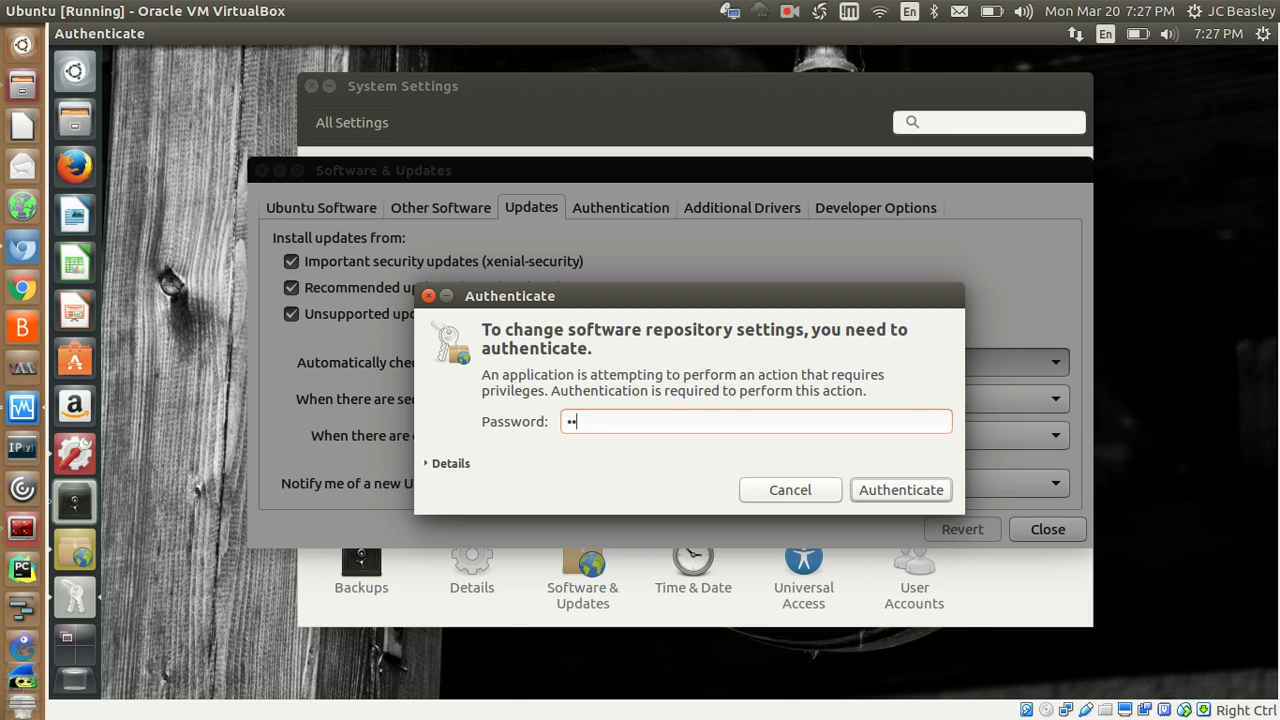 Ubuntu [Running] - Oracle VM VirtualBox
En
Mon Mar 20 7:27 PM
JC Beasley
Authenticate
En
7:27 PM
System Settings
All Settings
Software & Updates
Ubuntu Software
Other Software
Updates
Authentication
Additional Drivers
Developer Options
Install updates from:
Important security updates (xenial-security)
Recommended
Unsupported
Automatically
When there are
When there are
Notify me of a new
Authenticate
To change software repository settings, you need to
authenticate.
An application is attempting to perform an action that requires
privileges. Authentication is required to perform this action.
Password: ••
Details
Cancel
Authenticate
Revert
Close
Backups
Details
Software &
Updates
Time & Date
Universal
Access
User
Accounts
B
a
IP[y]
PC
Right Ctrl